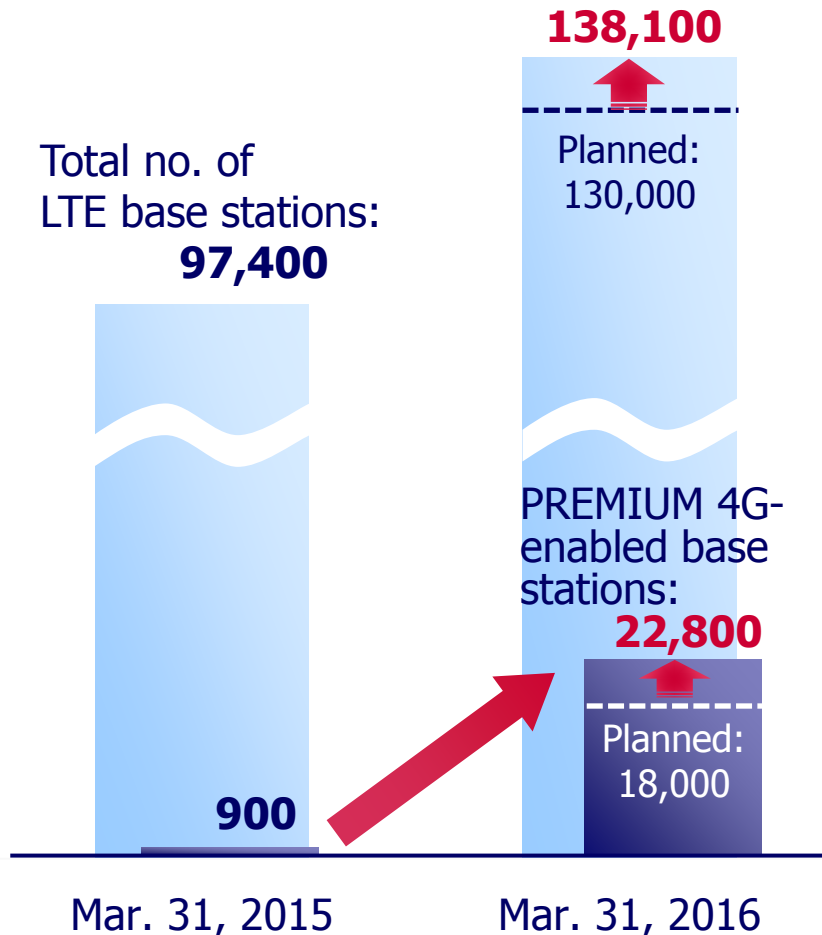 Total no. of
LTE base stations:
97,400
900
Mar. 31, 2015
138,100
Planned:
130,000
PREMIUM 4G-
enabled base
stations:
22,800
Planned:
18,000
Mar. 31, 2016